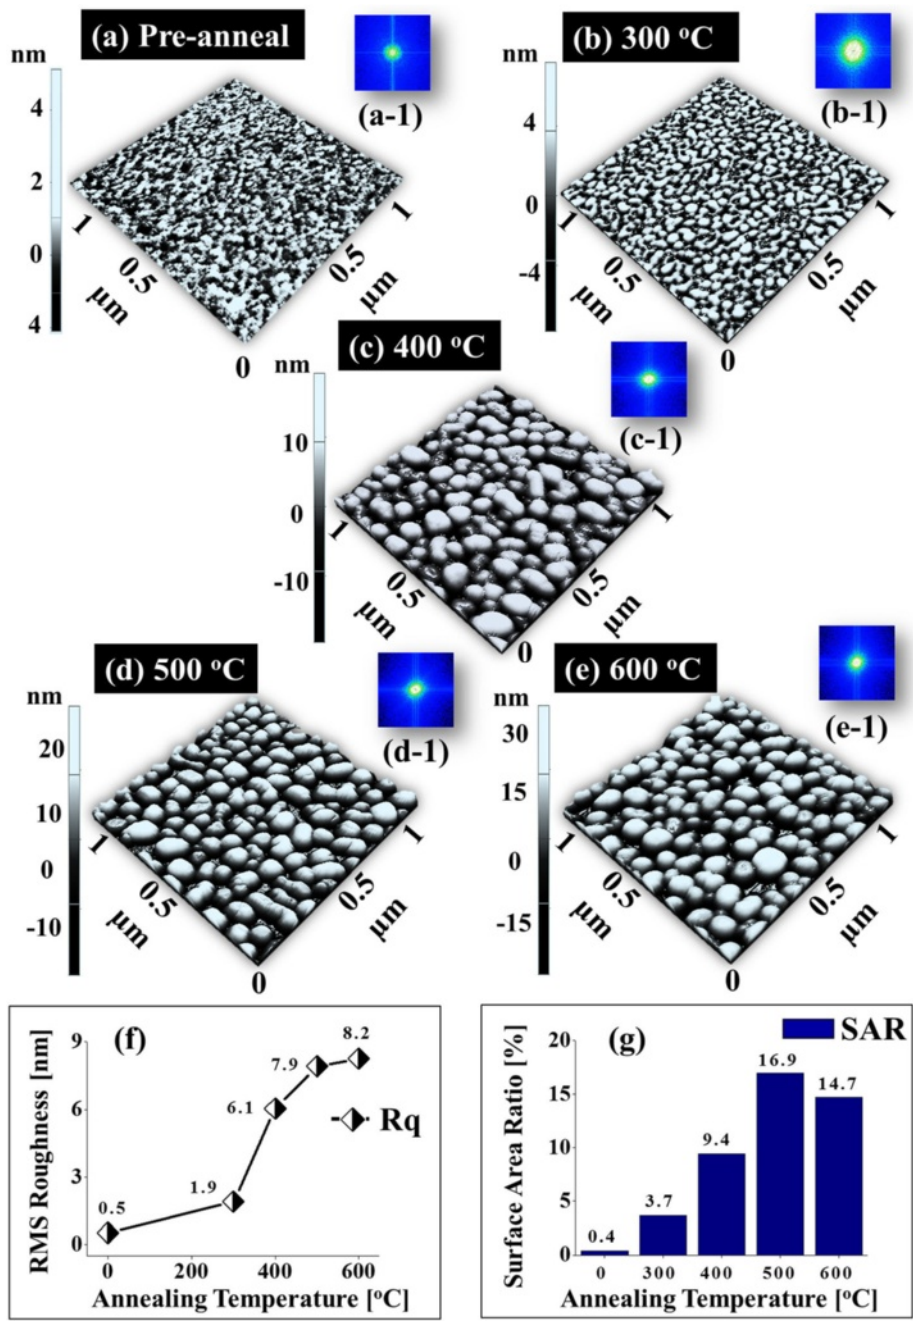 (a) Pre-anneal
nm
4
2
0
4
1
0.5
µm
0
1
0.5
µm
(a-1)
(b) 300 °C
nm
4
0
-4
1
0.5
µm
0
1
0.5
µm
(b-1)
(c) 400 °C
nm
10
0
-10
1
0.5
µm
0
1
0.5
µm
(c-1)
(d) 500 °C
nm
20
10
0
-10
1
0.5
µm
0
1
0.5
µm
(d-1)
(e) 600 °C
nm
30
15
0
-15
1
0.5
µm
0
1
0.5
µm
(e-1)
(f)
RMS Roughness [nm]
9
6
3
0
0.5
1.9
6.1
7.9
8.2
Rq
0 200 400 600
Annealing Temperature [°C]
(g)
SAR
Surface Area Ratio [%]
20
15
10
5
0
0.4
3.7
9.4
16.9
14.7
0 300 400 500 600
Annealing Temperature [°C]